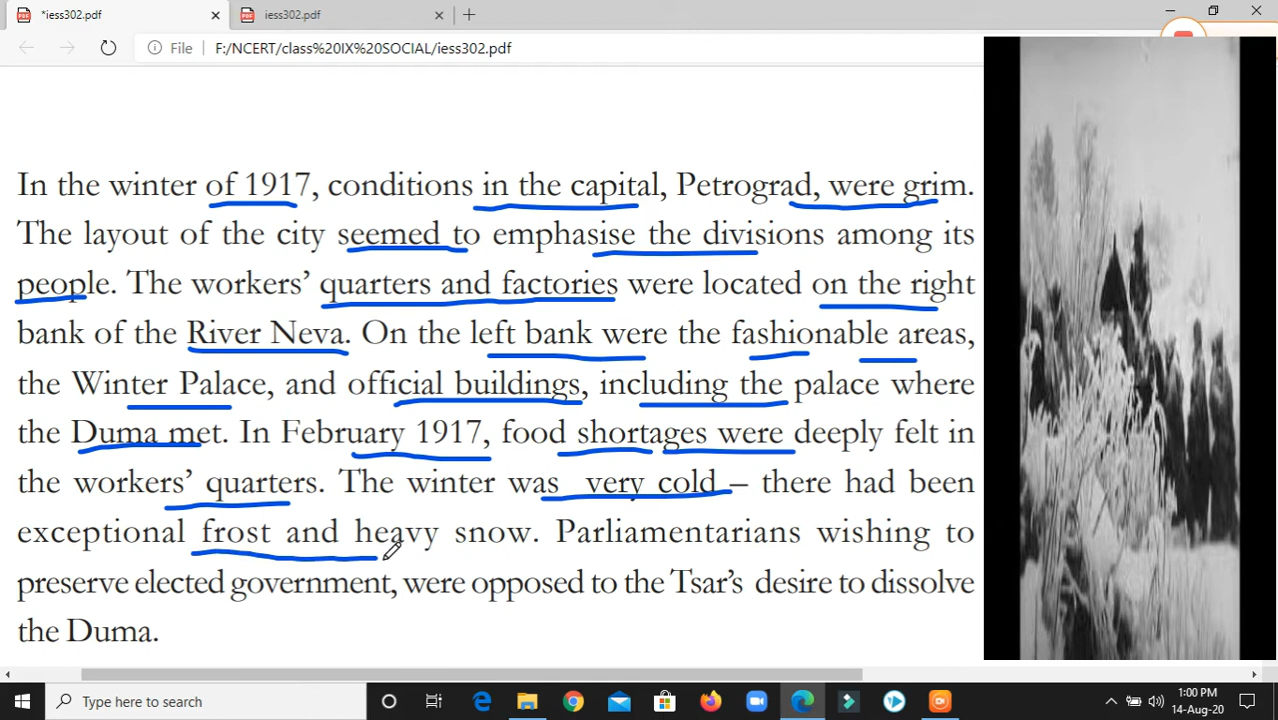 *iess302.pdf
iess302.pdf
File F:/NCERT/class%20IX%20SOCIAL/iess302.pdf
In the winter of 1917, conditions in the capital, Petrograd, were grim.
The layout of the city seemed to emphasise the divisions among its
people. The workers’ quarters and factories were located on the right
bank of the River Neva. On the left bank were the fashionable areas,
the Winter Palace, and official buildings, including the palace where
the Duma met. In February 1917, food shortages were deeply felt in
the workers’ quarters. The winter was very cold – there had been
exceptional frost and heavy snow. Parliamentarians wishing to
preserve elected government, were opposed to the Tsar’s desire to dissolve
the Duma.
Type here to search
1:00 PM
14-Aug-20